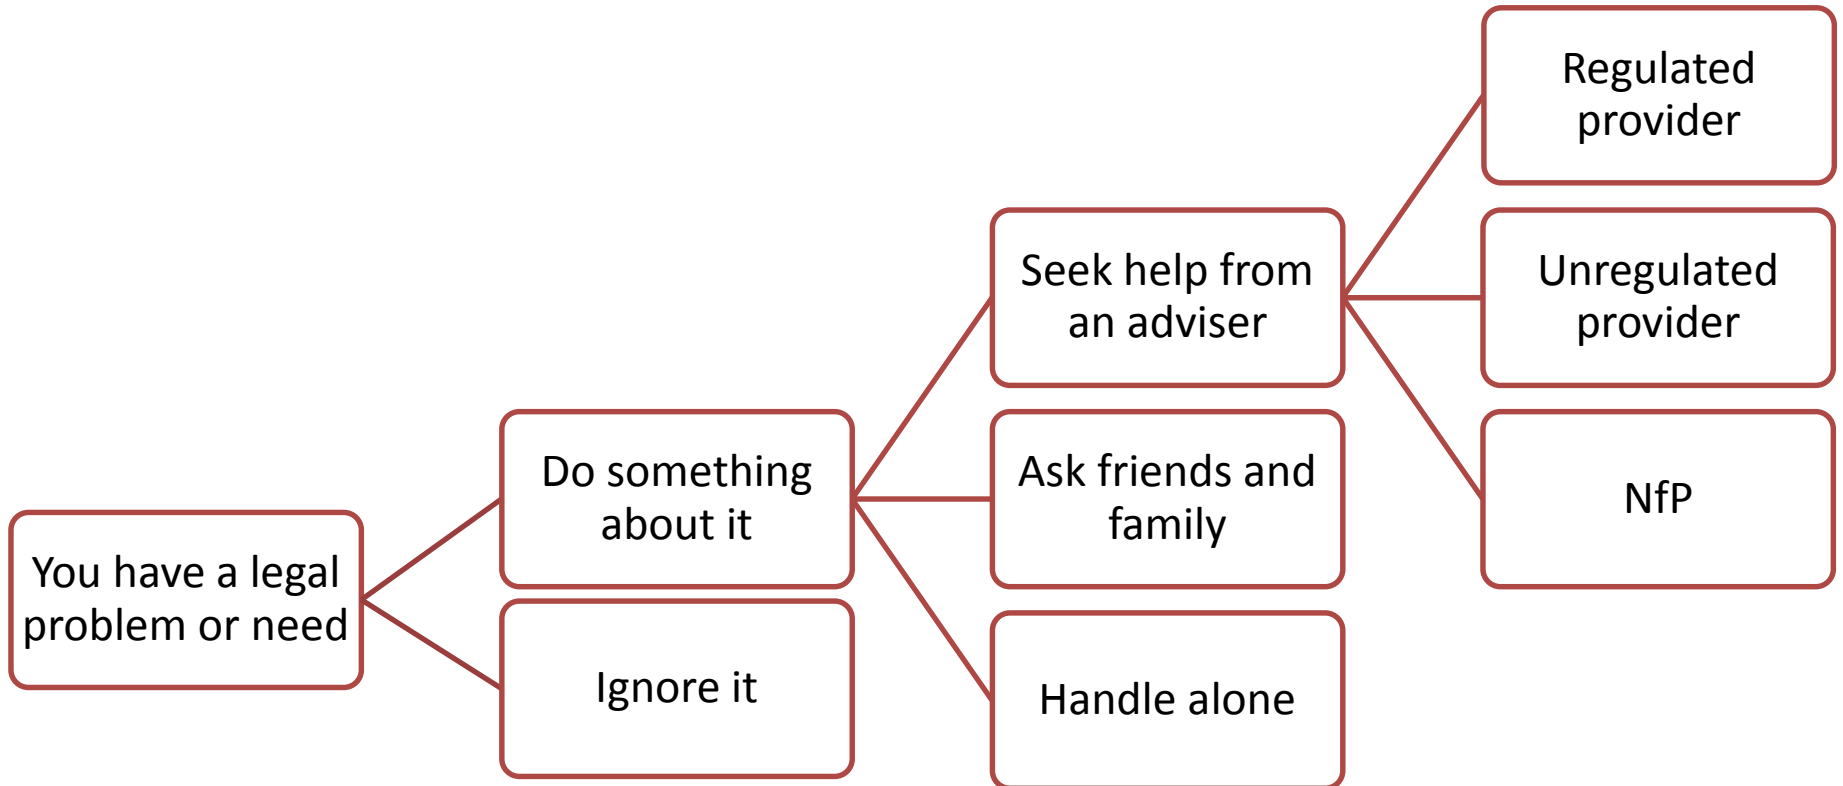 You have a legal
problem or need
Do something
about it
Ignore it
Seek help from
an adviser
Ask friends and
family
Handle alone
Regulated
provider
Unregulated
provider
NfP